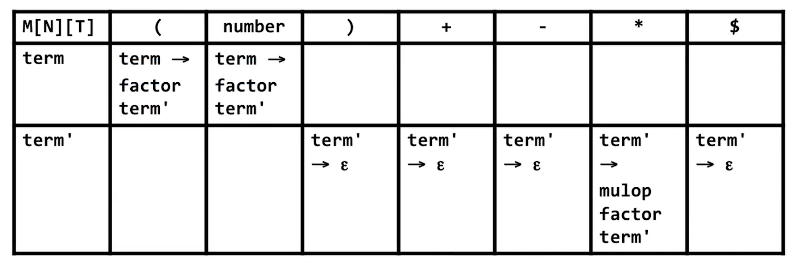 M[N][T] ( number ) + - * $
term term → factor term' term → factor term'
term' term' → ε term' → ε term' → ε term' → mulop factor term' term' → ε